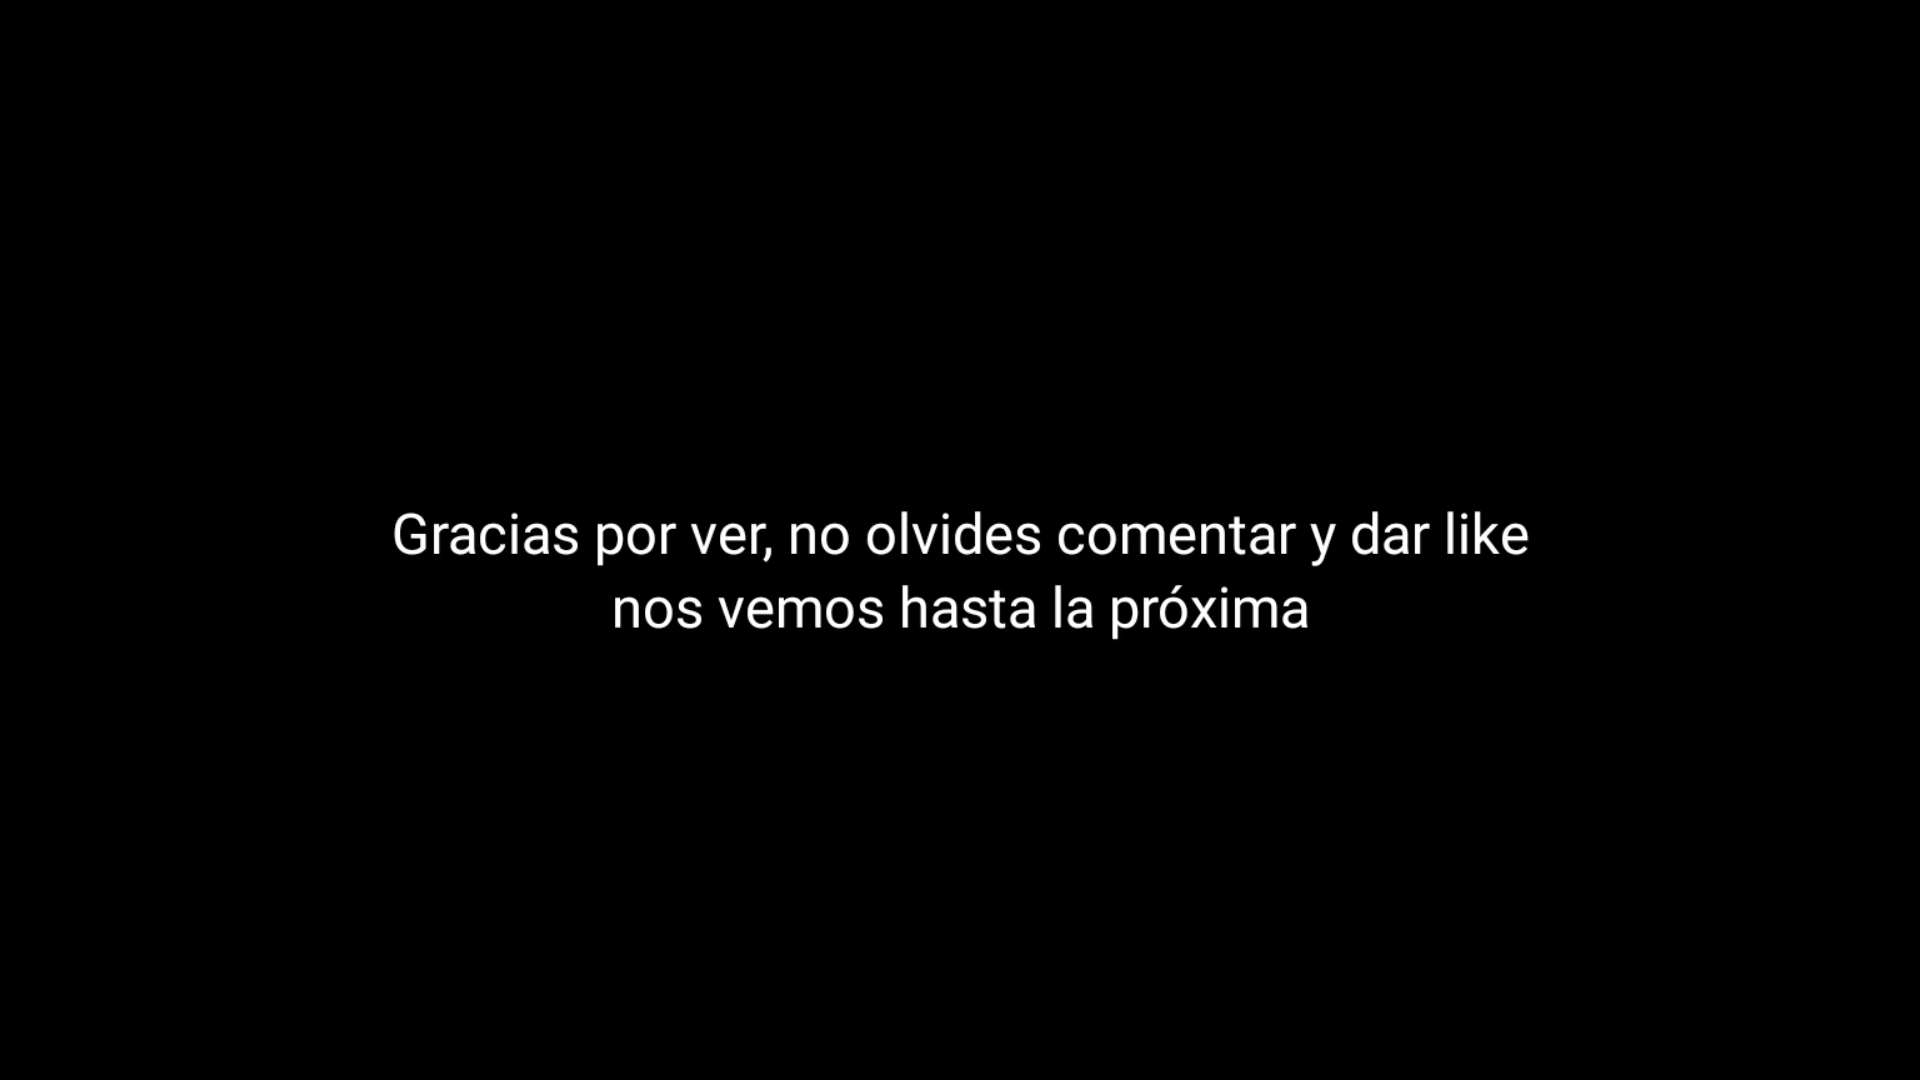 Gracias por ver, no olvides comentar y dar like
nos vemos hasta la próxima